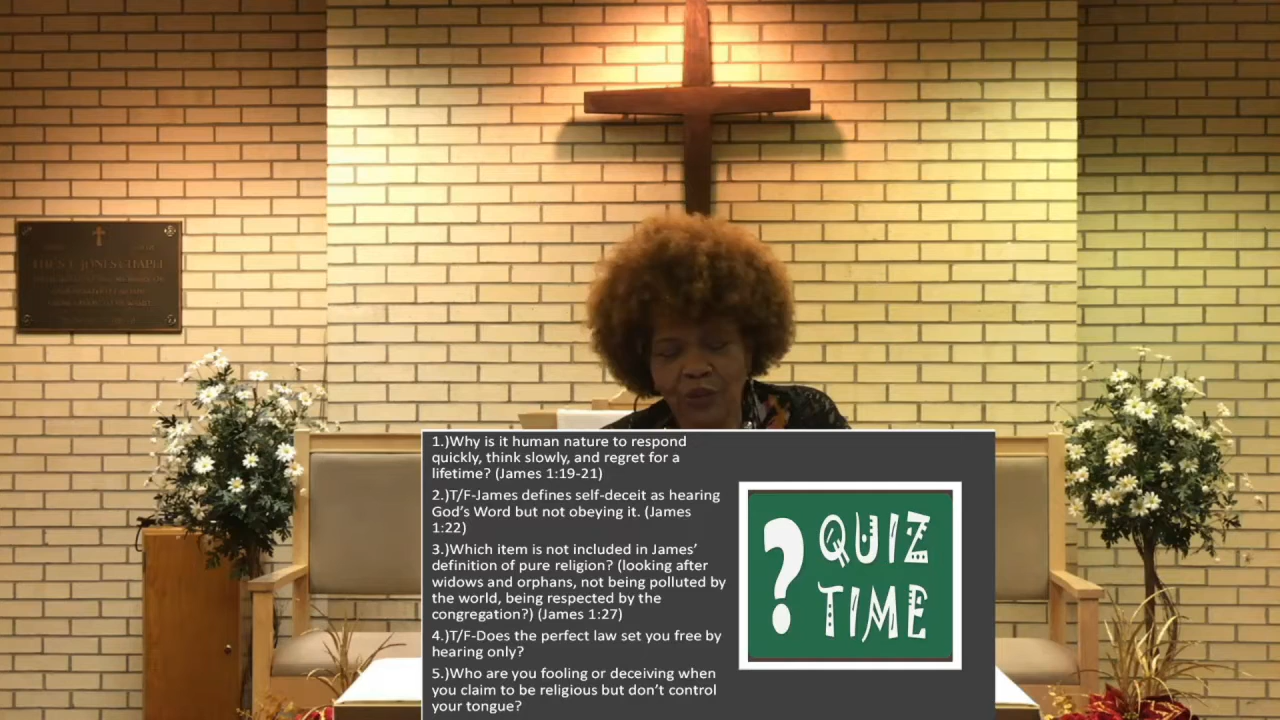 1.)Why is it human nature to respond
quickly, think slowly, and regret for a
lifetime? (James 1:19-21)
2.)T/F-James defines self-deceit as hearing
God's Word but not obeying it. (James
1:22)
3.)Which item is not included in James'
definition of pure religion? (looking after
widows and orphans, not being polluted by
the world, being respected by the
congregation?) (James 1:27)
4.)T/F-Does the perfect law set you free by
hearing only?
5.)Who are you fooling or deceiving when
you claim to be religious but don't control
your tongue?
? QUIZ
TIME
JONES CHAPEL